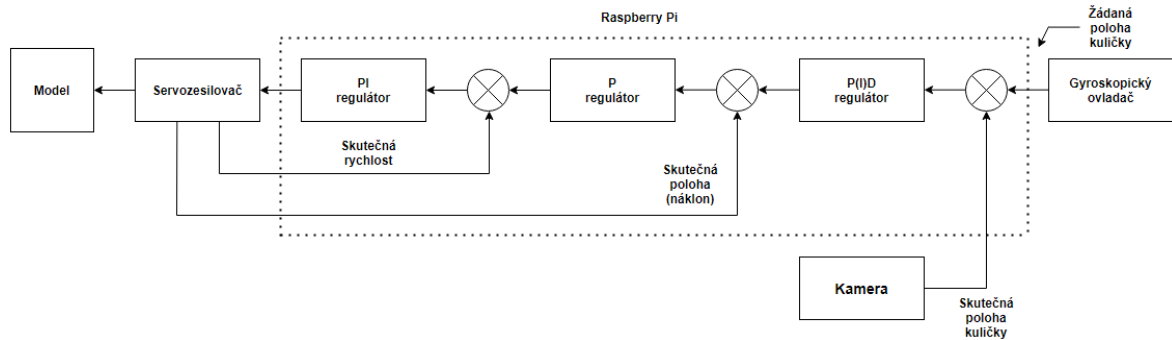 Raspberry Pi
Žádaná
poloha
kuličky
Model
Servozesilovač
PI
regulátor
P
regulátor
P(I)D
regulátor
Gyroskopický
ovladač
Skutečná
rychlost
Skutečná
poloha
(náklon)
Kamera
Skutečná
poloha
kuličky